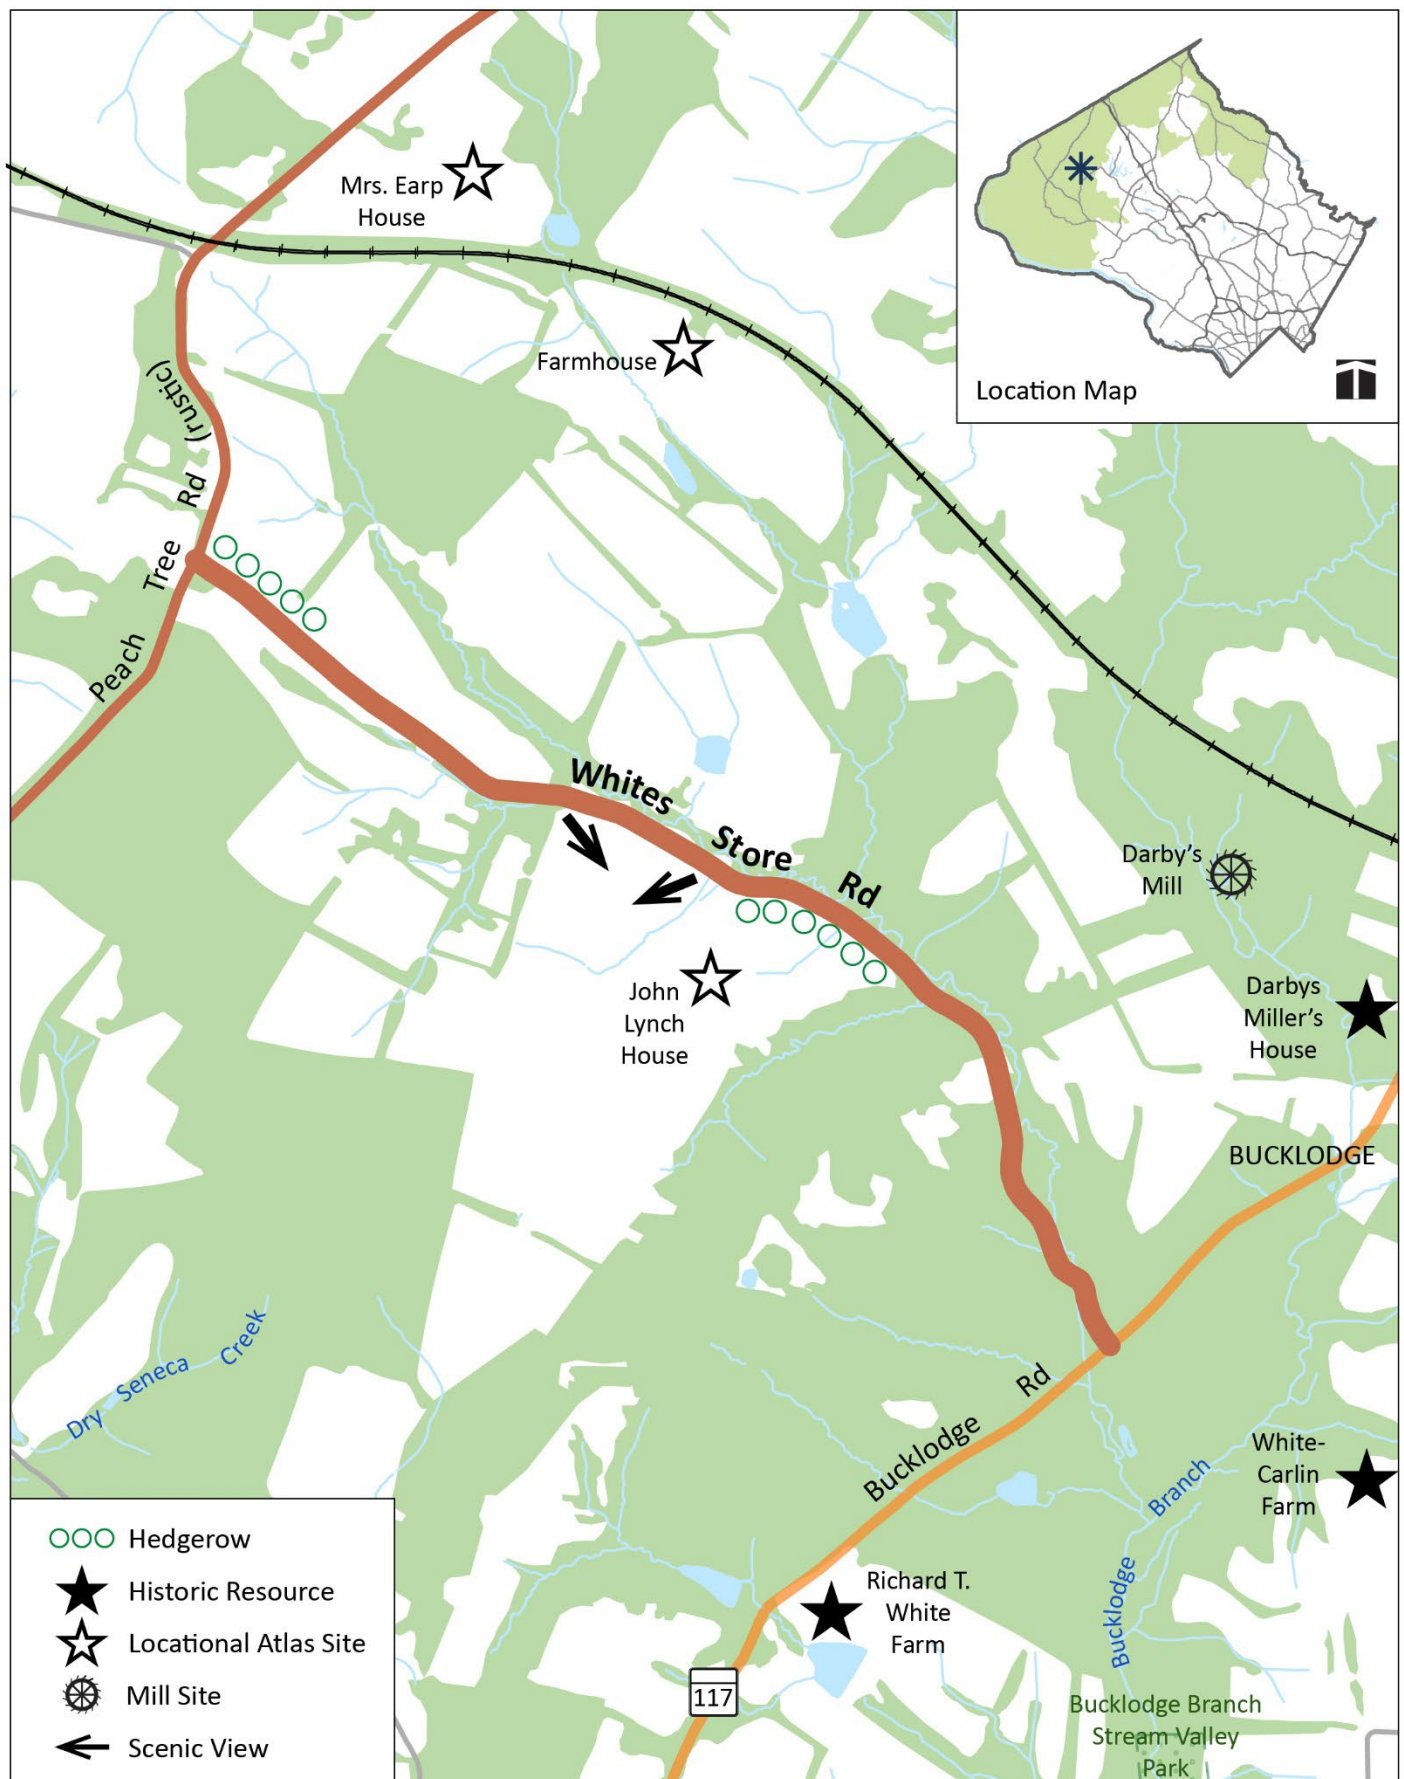 Mrs. Earp
House
Location Map
Farmhouse
Peach Tree Rd (rustic)
Whites Store Rd
Darby's
Mill
John
Lynch
House
Darbys
Miller's
House
BUCKLODGE
Dry Seneca Creek
Bucklodge Rd
White-
Carlin
Farm
Bucklodge Branch
Richard T.
White
Farm
117
Bucklodge Branch
Stream Valley
Park
Hedgerow
Historic Resource
Locational Atlas Site
Mill Site
Scenic View